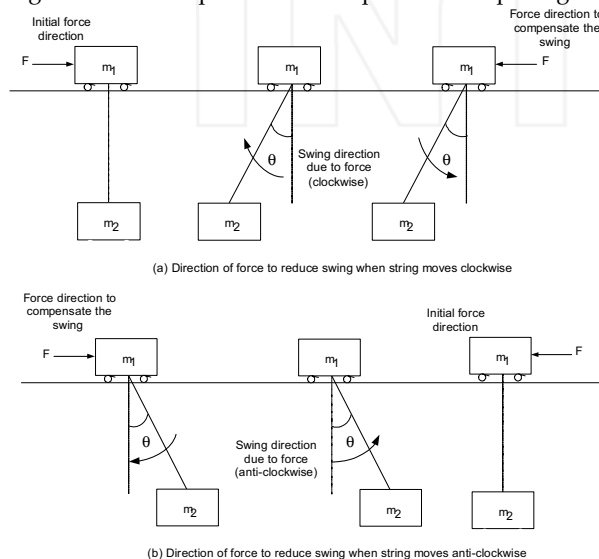 Initial force
direction
Force direction to
compensate the
swing
F
m1
m1
m1
F
θ
Swing direction
due to force
(clockwise)
θ
m2
m2
m2
(a) Direction of force to reduce swing when string moves clockwise
Force direction to
compensate the
swing
Initial force
direction
F
m1
m1
m1
F
θ
Swing direction
due to force
(anti-clockwise)
θ
m2
m2
m2
(b) Direction of force to reduce swing when string moves anti-clockwise